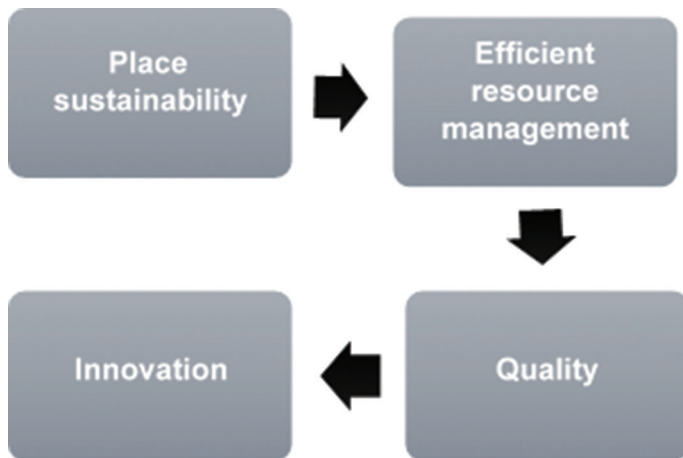 Place
sustainability
Efficient
resource
management
Quality
Innovation